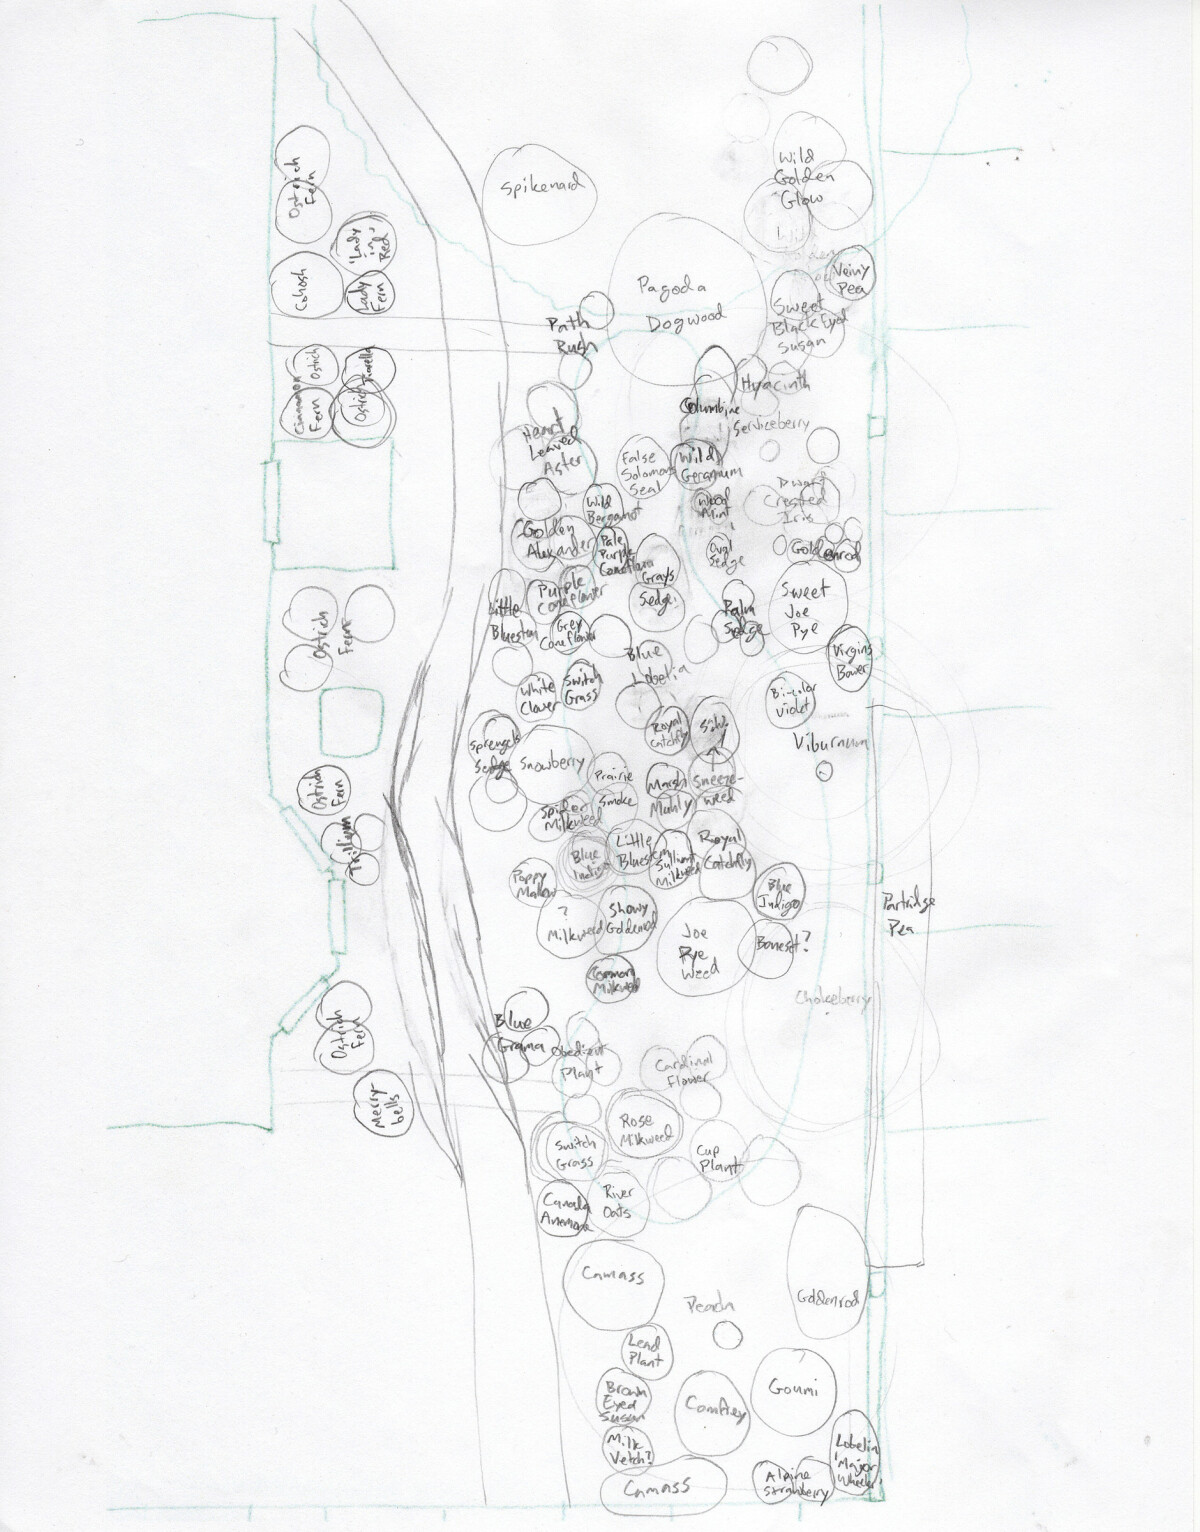 Spikenard
Wild
Golden
Glow
Ostrich
Fern
'Lady
in
Red'
Cohosh
Lady
Fern
Veiny
Pea
Pagoda
Dogwood
Sweet
Black Eyed
Susan
Path
Rush
Hyacinth
Ostrich
Cinnamon
Fern
Ostrich
Columbine
Serviceberry
Heart
Leaved
Aster
False
Solomons
Seal
Wild
Geranium
Dwarf
Crested
Iris
Wild
Bergamot
Wood
Mint
Golden
Alexander
Pale
Purple
Coneflower
Oval
Sedge
Goldenrod
Grays
Sedge
Purple
Coneflower
Sweet
Joe
Pye
Little
Bluestem
Grey
Coneflower
Palm
Sedge
Ostrich
Fern
Blue
Lobelia
Virgins
Bower
White
Clover
Switch
Grass
Bi-color
Violet
Royal
Catchfly
Sprengels
Sedge
Snowberry
Viburnum
Prairie
Smoke
Marsh
Muhly
Sneeze-
weed
Ostrich
Fern
Spider
Milkweed
Trillium
Blue
Indigo
Little
Bluestem
Sullivant
Milkweed
Royal
Catchfly
Poppy
Mallow
Blue
Indigo
?
Milkweed
Showy
Goldenrod
Joe
Pye
Weed
Boneset?
Partridge
Pea
Common
Milkweed
Chokeberry
Ostrich
Fern
Blue
Grama
Obedient
Plant
Cardinal
Flower
Merry-
bells
Rose
Milkweed
Switch
Grass
Cup
Plant
Canada
Anemone
River
Oats
Camass
Goldenrod
Lead
Plant
Goumi
Brown
Eyed
Susan
Comfrey
Milk
Vetch?
Lobelia
'Major
Wheeler'
Camass
Alpine
Strawberry